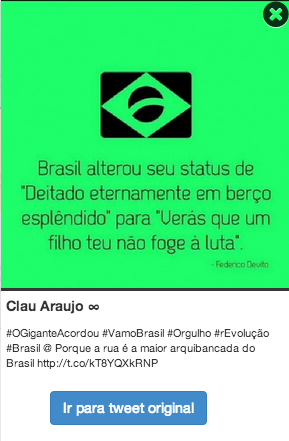 Brasil alterou seu status de
"Deitado eternamente em berço
esplêndido" para "Verás que um
filho teu não foge à luta".
- Federico Devito
Clau Araujo ∞
#OGiganteAcordou #VamoBrasil #Orgulho #rEvolução
#Brasil @ Porque a rua é a maior arquibancada do
Brasil http://t.co/kT8YQXkRNP
Ir para tweet original